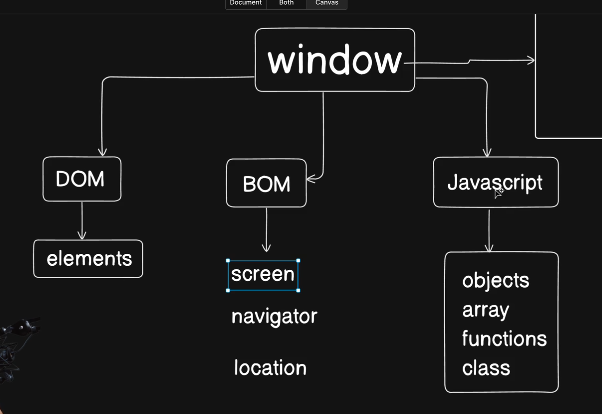 Document Both Canvas
window
DOM
BOM
Javascript
elements
screen
navigator
location
objects
array
functions
class